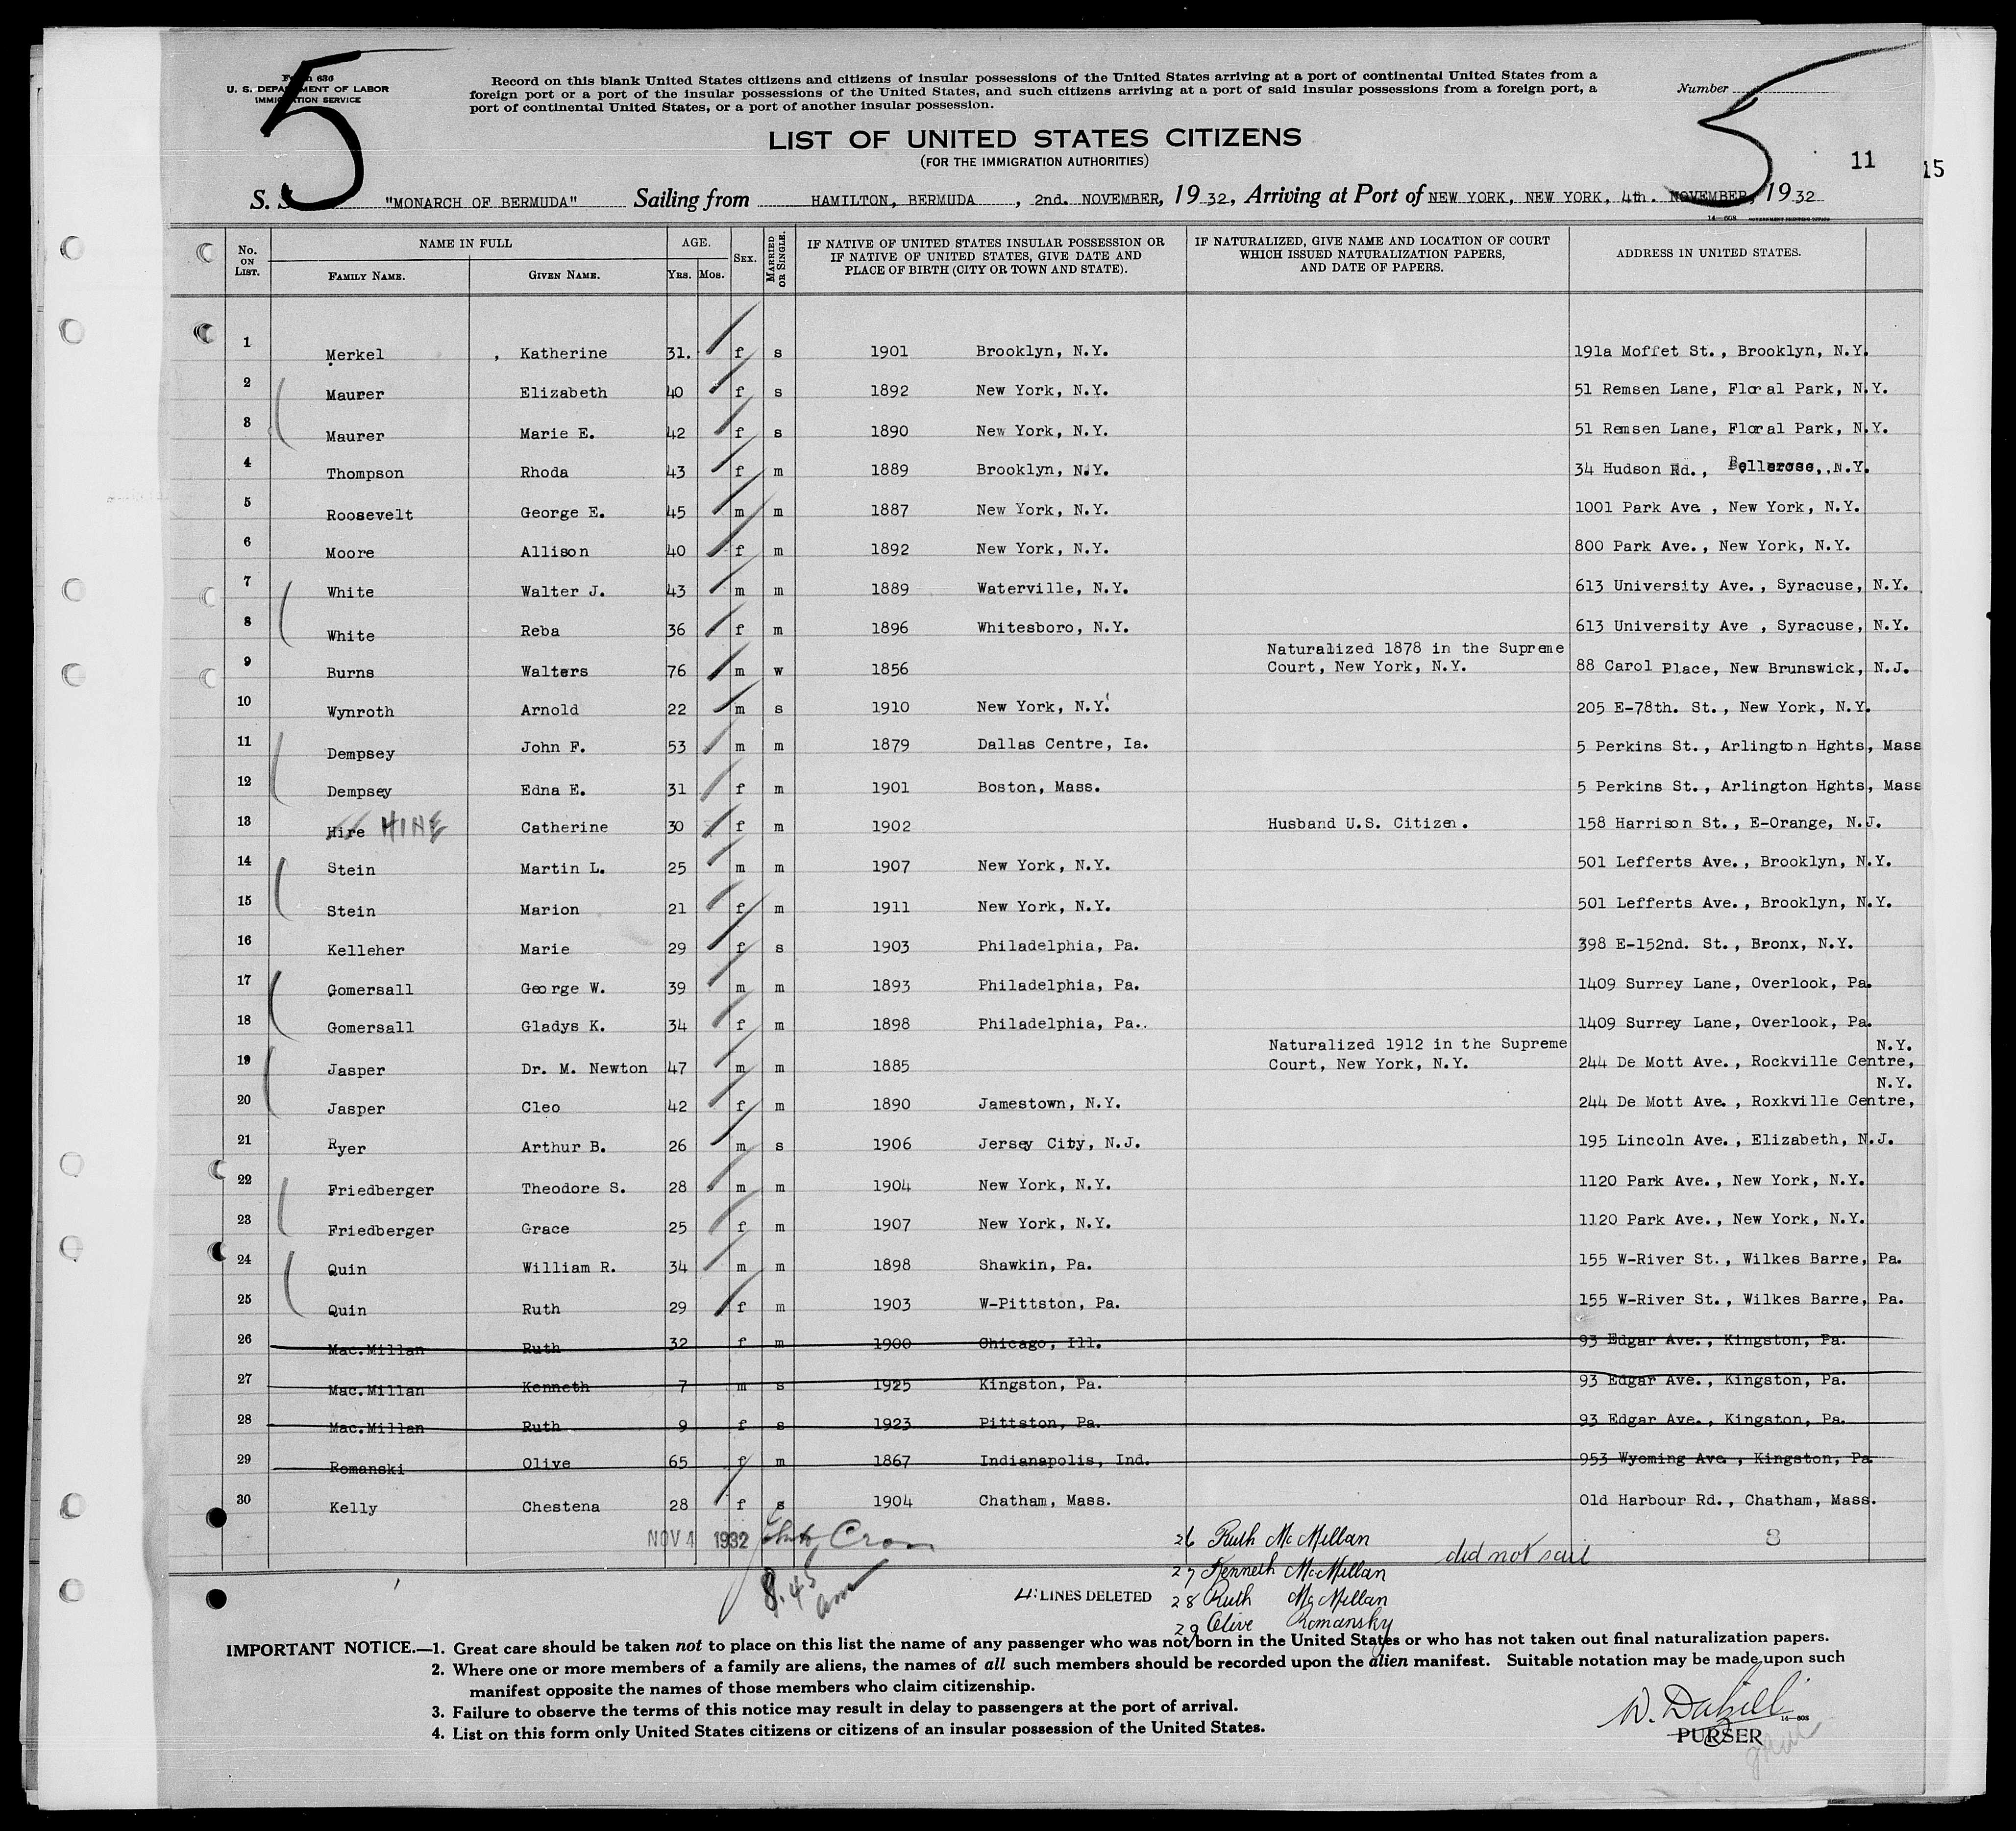 5
Form 636
U. S. DEPARTMENT OF LABOR
IMMIGRATION SERVICE
Record on this blank United States citizens and citizens of insular possessions of the United States arriving at a port of continental United States from a
foreign port or a port of the insular possessions of the United States, and such citizens arriving at a port of said insular possessions from a foreign port, a
port of continental United States, or a port of another insular possession.
Number
5
LIST OF UNITED STATES CITIZENS
(FOR THE IMMIGRATION AUTHORITIES)
11
15
S. S. "MONARCH OF BERMUDA" Sailing from HAMILTON, BERMUDA , 2nd. NOVEMBER, 1932, Arriving at Port of NEW YORK, NEW YORK, 4th. NOVEMBER, 1932
14—608 GOVERNMENT PRINTING OFFICE
No. ON LIST. NAME IN FULL FAMILY NAME. GIVEN NAME. AGE. YRS. MOS. SEX. MARRIED OR SINGLE. IF NATIVE OF UNITED STATES INSULAR POSSESSION OR IF NATIVE OF UNITED STATES, GIVE DATE AND PLACE OF BIRTH (CITY OR TOWN AND STATE). IF NATURALIZED, GIVE NAME AND LOCATION OF COURT WHICH ISSUED NATURALIZATION PAPERS, AND DATE OF PAPERS. ADDRESS IN UNITED STATES.
1 Merkel , Katherine 31. f s 1901 Brooklyn, N.Y. 191a Moffet St., Brooklyn, N.Y.
2 Maurer Elizabeth 40 f s 1892 New York, N.Y. 51 Remsen Lane, Floral Park, N.Y.
3 Maurer Marie E. 42 f s 1890 New York, N.Y. 51 Remsen Lane, Floral Park, N.Y.
4 Thompson Rhoda 43 f m 1889 Brooklyn, N.Y. 34 Hudson Rd., Bellerose,.N.Y.
5 Roosevelt George E. 45 m m 1887 New York, N.Y. 1001 Park Ave , New York, N.Y.
6 Moore Allison 40 f m 1892 New York, N.Y. 800 Park Ave., New York, N.Y.
7 White Walter J. 43 m m 1889 Waterville, N.Y. 613 University Ave., Syracuse, N.Y.
8 White Reba 36 f m 1896 Whitesboro, N.Y. 613 University Ave , Syracuse, N.Y.
9 Burns Walters 76 m w 1856 Naturalized 1878 in the Supreme Court, New York, N.Y. 88 Carol Place, New Brunswick, N.J.
10 Wynroth Arnold 22 m s 1910 New York, N.Y. 205 E-78th. St., New York, N.Y.
11 Dempsey John F. 53 m m 1879 Dallas Centre, Ia. 5 Perkins St., Arlington Hghts, Mass
12 Dempsey Edna E. 31 f m 1901 Boston, Mass. 5 Perkins St., Arlington Hghts, Mass
13 Hire HINE Catherine 30 f m 1902 Husband U.S. Citizen. 158 Harrison St., E-Orange, N.J.
14 Stein Martin L. 25 m m 1907 New York, N.Y. 501 Lefferts Ave., Brooklyn, N.Y.
15 Stein Marion 21 f m 1911 New York, N.Y. 501 Lefferts Ave., Brooklyn, N.Y.
16 Kelleher Marie 29 f s 1903 Philadelphia, Pa. 398 E-152nd. St., Bronx, N.Y.
17 Gomersall George W. 39 m m 1893 Philadelphia, Pa. 1409 Surrey Lane, Overlook, Pa.
18 Gomersall Gladys K. 34 f m 1898 Philadelphia, Pa.. 1409 Surrey Lane, Overlook, Pa.
19 Jasper Dr. M. Newton 47 m m 1885 Naturalized 1912 in the Supreme Court, New York, N.Y. 244 De Mott Ave., Rockville Centre, N.Y.
20 Jasper Cleo 42 f m 1890 Jamestown, N.Y. 244 De Mott Ave., Roxkville Centre, N.Y.
21 Ryer Arthur B. 26 m s 1906 Jersey City, N.J. 195 Lincoln Ave., Elizabeth, N.J.
22 Friedberger Theodore S. 28 m m 1904 New York, N.Y. 1120 Park Ave., New York, N.Y.
23 Friedberger Grace 25 f m 1907 New York, N.Y. 1120 Park Ave., New York, N.Y.
24 Quin William R. 34 m m 1898 Shawkin, Pa. 155 W-River St., Wilkes Barre, Pa.
25 Quin Ruth 29 f m 1903 W-Pittston, Pa. 155 W-River St., Wilkes Barre, Pa.
26 Mac.Millan Ruth 32 f m 1900 Chicago, Ill. 93 Edgar Ave., Kingston, Pa.
27 Mac.Millan Kenneth 7 m s 1925 Kingston, Pa. 93 Edgar Ave., Kingston, Pa.
28 Mac.Millan Ruth 9 f s 1923 Pittston, Pa. 93 Edgar Ave., Kingston, Pa.
29 Romanski Olive 65 f m 1867 Indianapolis, Ind. 953 Wyoming Ave , Kingston, Pa
30 Kelly Chestena 28 f s 1904 Chatham, Mass. Old Harbour Rd., Chatham, Mass.
NOV 4 1932
8.45 am
4 LINES DELETED
26 Ruth McMillan
27 Kenneth McMillan
28 Ruth McMillan
29 Olive Romansky
did not sail
3
IMPORTANT NOTICE.—1. Great care should be taken not to place on this list the name of any passenger who was not born in the United States or who has not taken out final naturalization papers.
2. Where one or more members of a family are aliens, the names of all such members should be recorded upon the alien manifest. Suitable notation may be made upon such
manifest opposite the names of those members who claim citizenship.
3. Failure to observe the terms of this notice may result in delay to passengers at the port of arrival.
4. List on this form only United States citizens or citizens of an insular possession of the United States.
14—608
PURSER